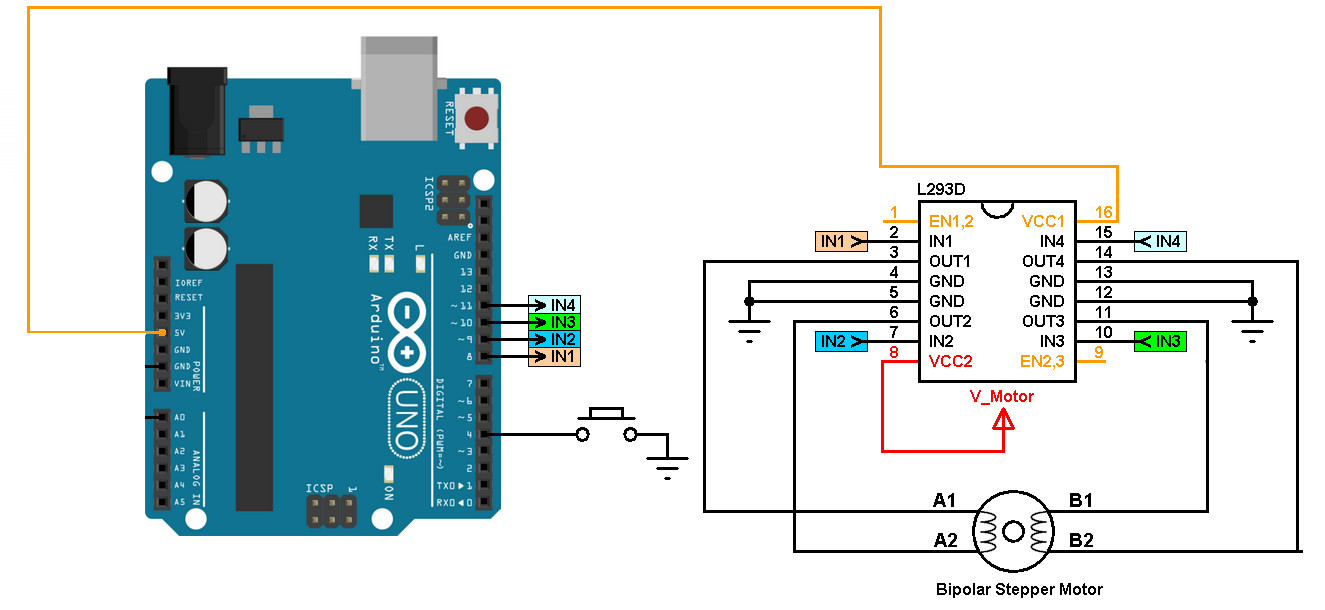 RESET
ICSP2
AREF
GND
13
12
~11
~10
~9
8
7
~6
~5
4
~3
2
TX0 ▶ 1
RX0 ◀ 0
DIGITAL (PWM=~)
IOREF
RESET
3V3
5V
GND
GND
VIN
POWER
A0
A1
A2
A3
A4
A5
ANALOG IN
RX
TX
L
Arduino™
UNO
ON
ICSP
1
IN4
IN3
IN2
IN1
L293D
1 EN1,2 VCC1 16
IN1 2 IN1 IN4 15 IN4
3 OUT1 OUT4 14
4 GND GND 13
5 GND GND 12
6 OUT2 OUT3 11
IN2 7 IN2 IN3 10 IN3
8 VCC2 EN2,3 9
V_Motor
A1 B1
A2 B2
Bipolar Stepper Motor